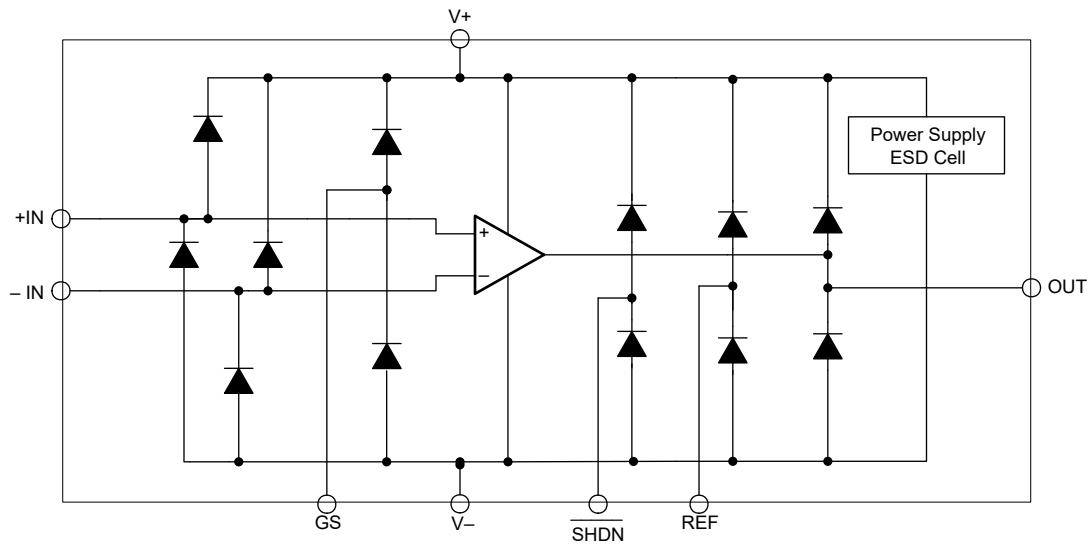 V+
Power Supply
ESD Cell
+IN
+
–
– IN
OUT
GS
V–
SHDN
REF